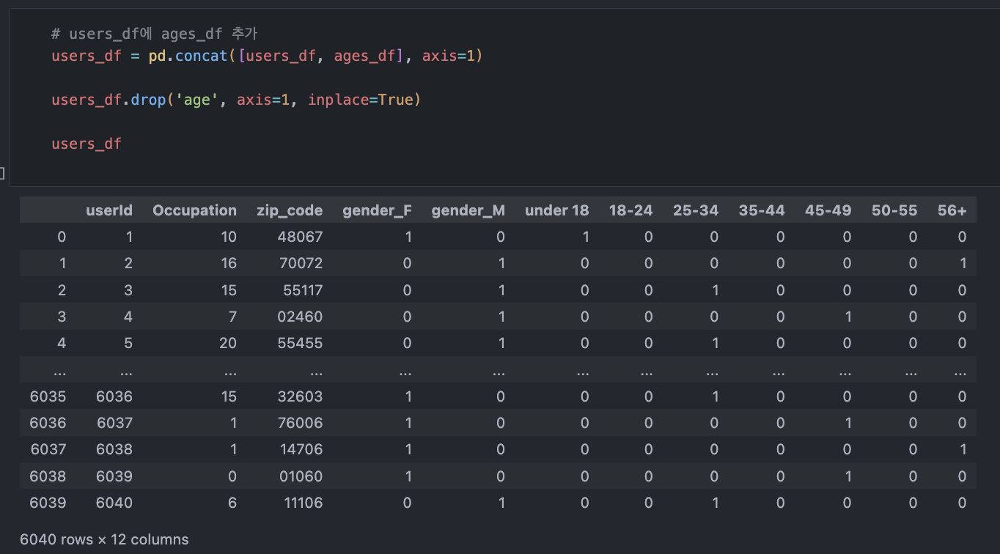 # users_df에 ages_df 추가
users_df = pd.concat([users_df, ages_df], axis=1)
users_df.drop('age', axis=1, inplace=True)
users_df
userId Occupation zip_code gender_F gender_M under 18 18-24 25-34 35-44 45-49 50-55 56+
0 1 10 48067 1 0 1 0 0 0 0 0 0
1 2 16 70072 0 1 0 0 0 0 0 0 1
2 3 15 55117 0 1 0 0 1 0 0 0 0
3 4 7 02460 0 1 0 0 0 0 1 0 0
4 5 20 55455 0 1 0 0 1 0 0 0 0
... ... ... ... ... ... ... ... ... ... ... ... ...
6035 6036 15 32603 1 0 0 0 1 0 0 0 0
6036 6037 1 76006 1 0 0 0 0 0 1 0 0
6037 6038 1 14706 1 0 0 0 0 0 0 0 1
6038 6039 0 01060 1 0 0 0 0 0 1 0 0
6039 6040 6 11106 0 1 0 0 1 0 0 0 0
6040 rows × 12 columns